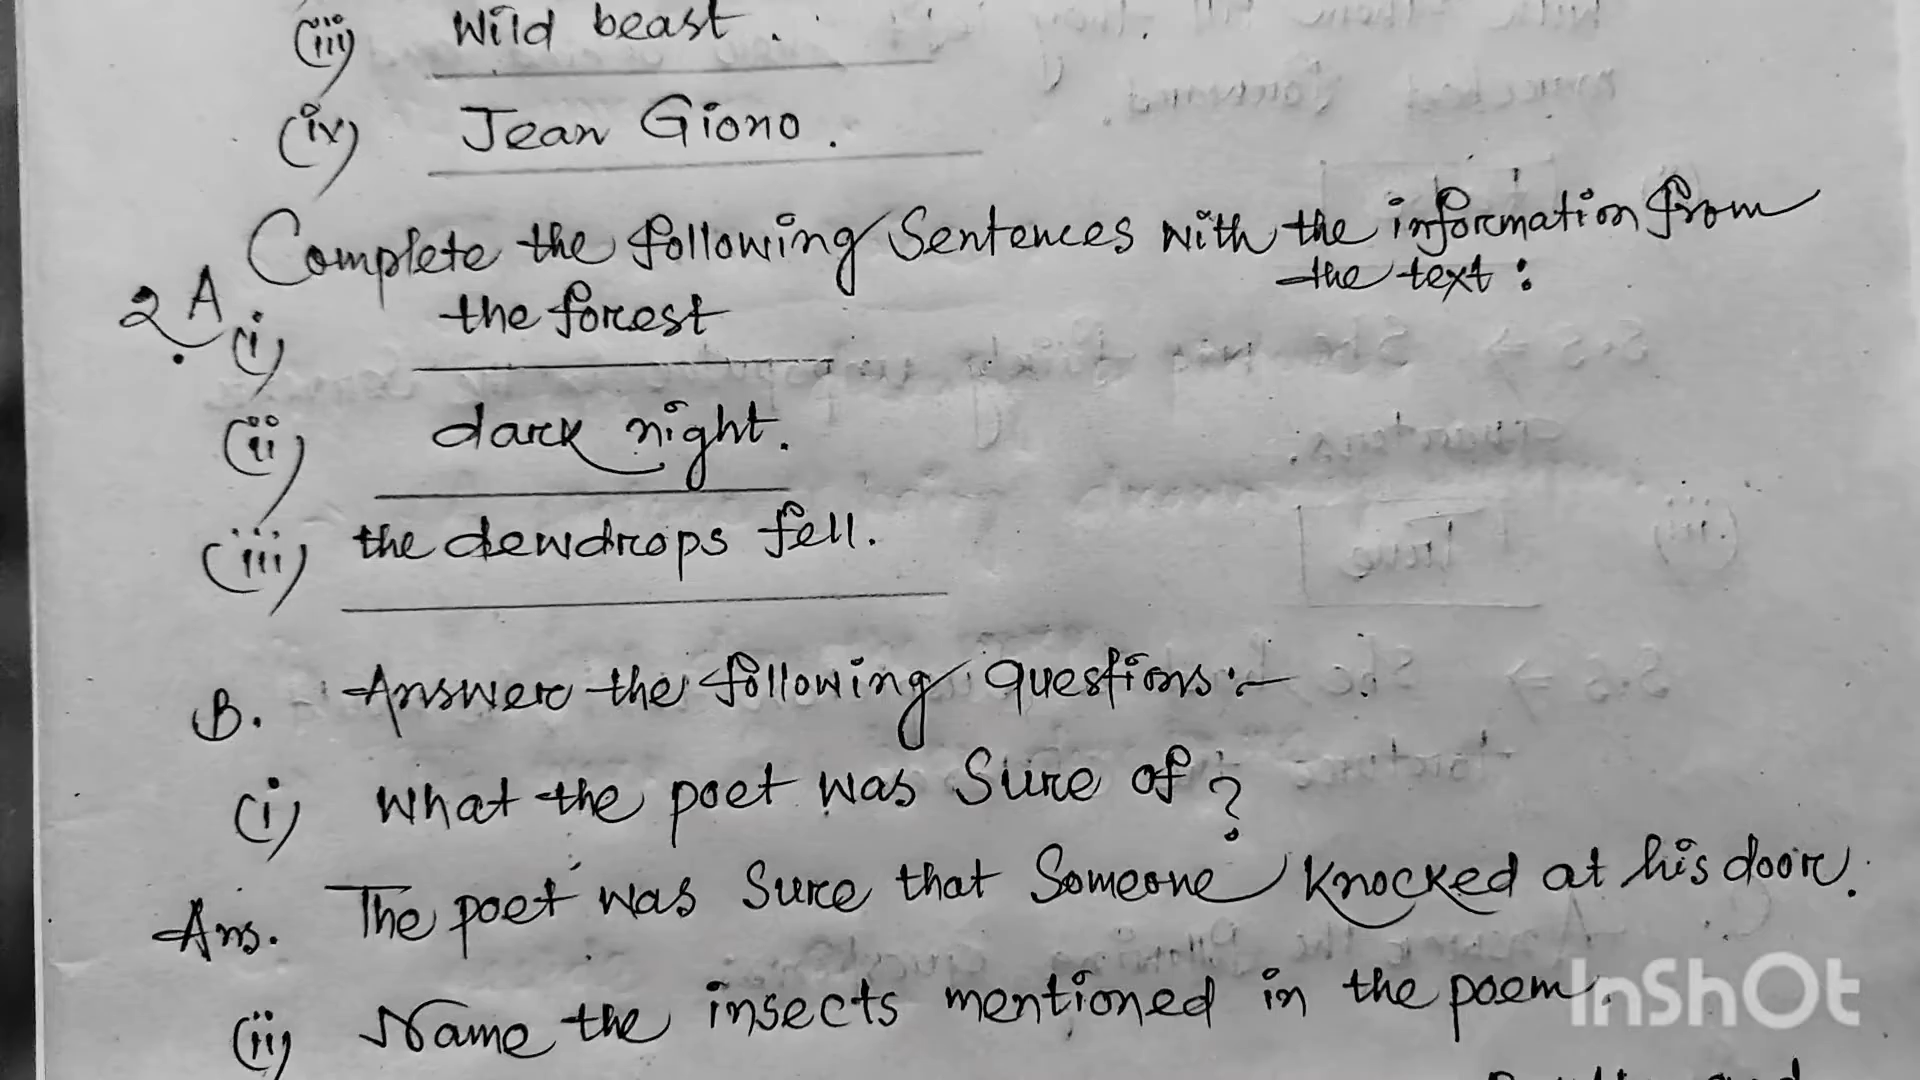 (iii) Wild beast.
(iv) Jean Giono.
Complete the following Sentences with the information from
the text:
2A
(i) the forest
(ii) dark night.
(iii) the dewdrops fell.
B. Answer the following questions:-
(i) What the poet was Sure of?
Ans. The poet was Sure that Someone Knocked at his door.
(ii) Name the insects mentioned in the poem.
InShOt